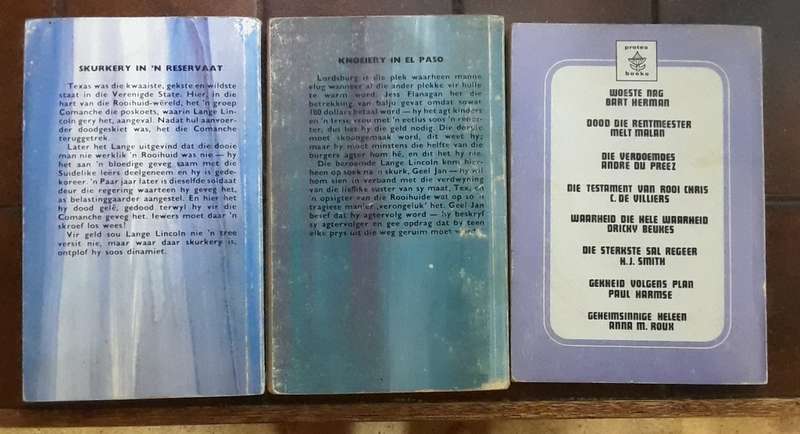 SKURKERY IN 'N RESERVAAT
Texas was die kwaaiste, gekste en wildste
staat in die Verenigde State. Hier, in die
hart van die Rooihuid-wêreld, het 'n groep
Comanche die poskoets, waarin Lange Lin-
coln gery het, aangeval. Nadat hul aanvoer-
der doodgeskiet was, het die Comanche
teruggetrek.
Later het Lange uitgevind dat die dooie
man nie werklik 'n Rooihuid was nie — hy
het aan 'n bloedige geveg saam met die
Suidelike leërs deelgeneem en hy is gede-
koreer. 'n Paar jaar later is dieselfde soldaat
deur die regering waarteen hy geveg het,
as belastinggaarder aangestel. En hier het
hy dood gelê, gedood terwyl hy vir die
Comanche geveg het. Iewers moet daar 'n
skroef los wees!
Vir geld sou Lange Lincoln nie 'n tree
versit nie, maar waar daar skurkery is,
ontplof hy soos dinamiet.
KNOEIERY IN EL PASO
Lordsburg is die plek waarheen manne
vlug wanneer al die ander plekke vir hulle
te warm word. Jess Flanagan het die
betrekking van balju gevat omdat sowat
100 dollars betaal word — hy het agt kinders
en 'n Ierse vrou met 'n eetlus soos 'n renos-
ter, dus het hy die geld nodig. Die dorpie
moet skoongemaak word, dit weet hy,
maar hy moet minstens die helfte van die
burgers agter hom hê, en dit het hy nie.
Die beroemde Lange Lincoln kom hier-
heen op soek na 'n skurk, Geel Jan — hy wil
hom sien in verband met die verdwyning
van die lieflike suster van sy maat, Tex, en
'n opsigter van die Rooihuide wat op so 'n
tragiese manier „verongeluk" het. Geel Jan
besef dat hy agtervolg word — hy beskryf
sy agtervolger en gee opdrag dat hy teen
elke prys uit die weg geruim moet word.
protea
books
WOESTE NAG
BART HERMAN
DOOD DIE RENTMEESTER
MELT MALAN
DIE VERDOEMDES
ANDRE DU PREEZ
DIE TESTAMENT VAN ROOI CHRIS
C. DE VILLIERS
WAARHEID DIE HELE WAARHEID
DRICKY BEUKES
DIE STERKSTE SAL REGEER
H.J. SMITH
GEKHEID VOLGENS PLAN
PAUL HARMSE
GEHEIMSINNIGE HELEEN
ANNA M. ROUX